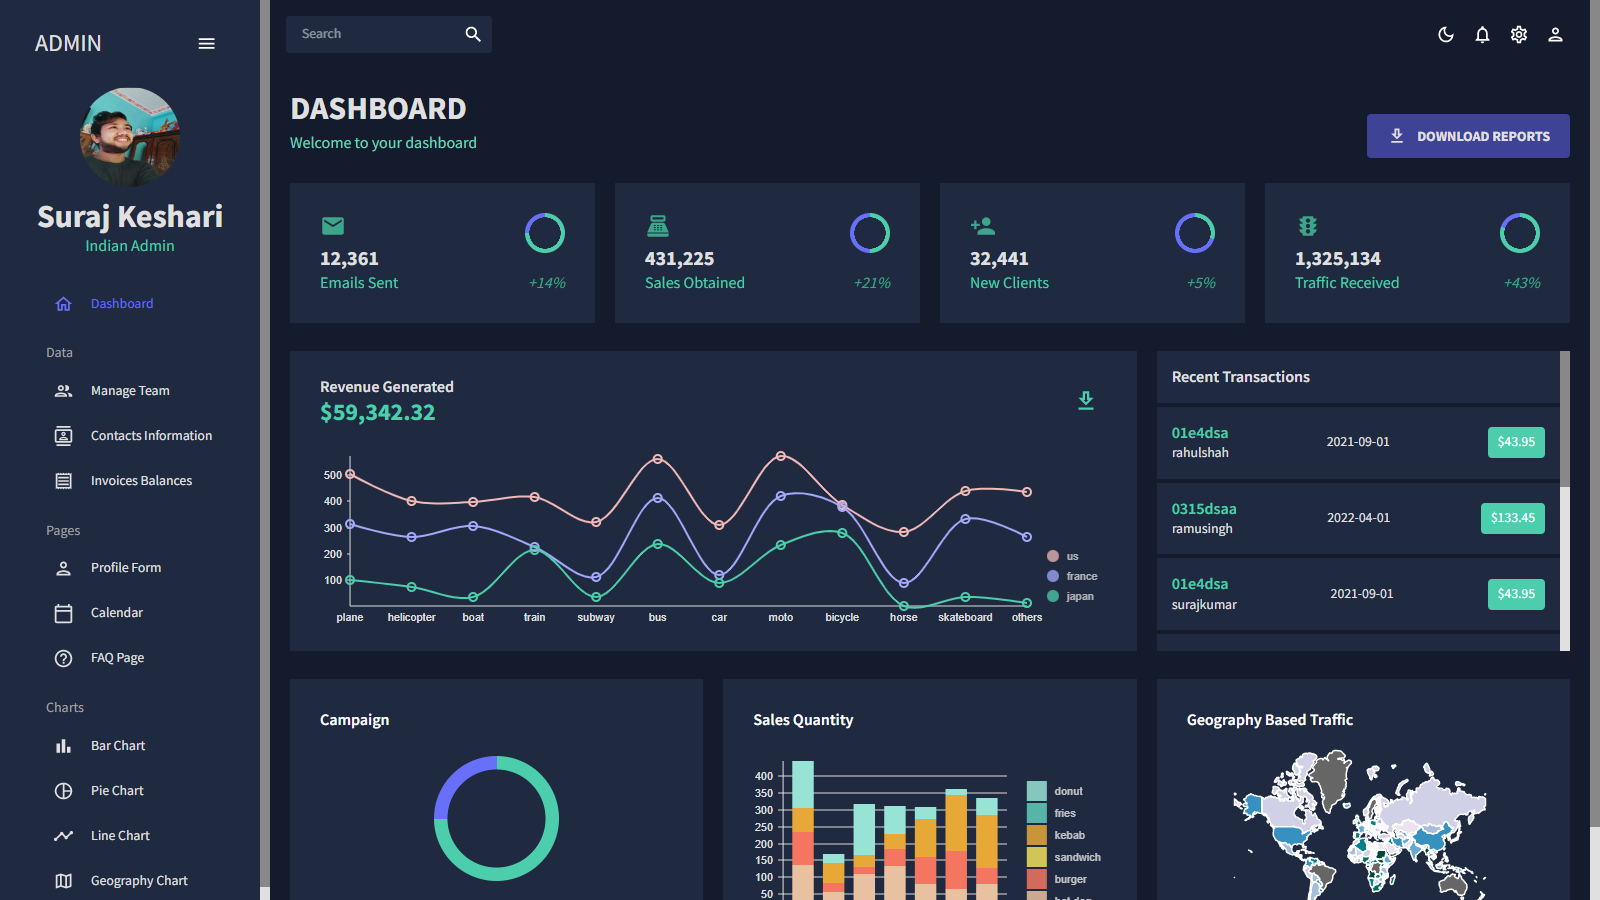 ADMIN
Suraj Keshari
Indian Admin
Dashboard
Data
Manage Team
Contacts Information
Invoices Balances
Pages
Profile Form
Calendar
FAQ Page
Charts
Bar Chart
Pie Chart
Line Chart
Geography Chart
Search
DASHBOARD
Welcome to your dashboard
DOWNLOAD REPORTS
12,361
Emails Sent +14%
431,225
Sales Obtained +21%
32,441
New Clients +5%
1,325,134
Traffic Received +43%
Revenue Generated
$59,342.32
500
400
300
200
100
plane helicopter boat train subway bus car moto bicycle horse skateboard others
us
france
japan
Recent Transactions
01e4dsa
rahulshah
2021-09-01
$43.95
0315dsaa
ramusingh
2022-04-01
$133.45
01e4dsa
surajkumar
2021-09-01
$43.95
Campaign
Sales Quantity
400
350
300
250
200
150
100
50
donut
fries
kebab
sandwich
burger
Geography Based Traffic